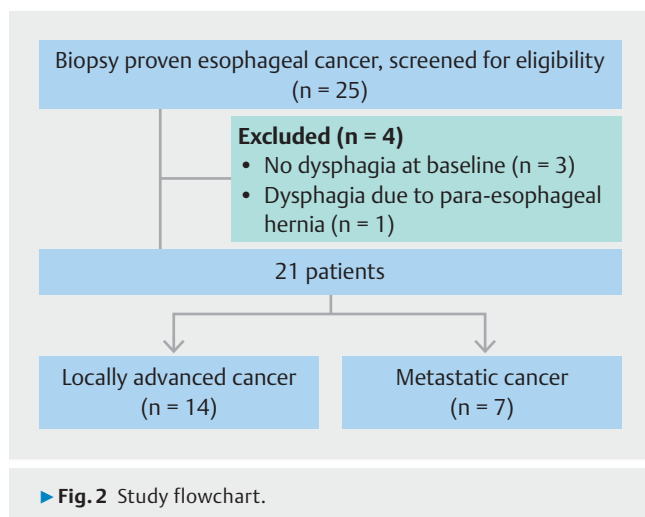 Biopsy proven esophageal cancer, screened for eligibility
(n = 25)
Excluded (n = 4)
• No dysphagia at baseline (n = 3)
• Dysphagia due to para-esophageal
hernia (n = 1)
21 patients
Locally advanced cancer
(n = 14)
Metastatic cancer
(n = 7)
▶ Fig. 2 Study flowchart.